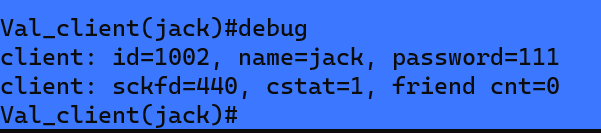 Val_client(jack)#debug
client: id=1002, name=jack, password=111
client: sckfd=440, cstat=1, friend cnt=0
Val_client(jack)#